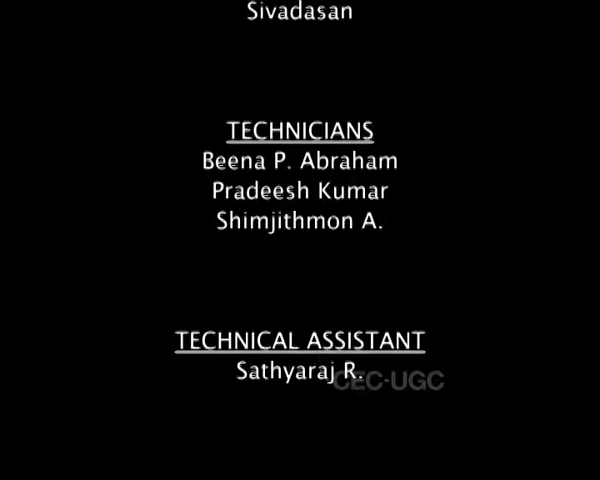 Sivadasan
TECHNICIANS
Beena P. Abraham
Pradeesh Kumar
Shimjithmon A.
TECHNICAL ASSISTANT
Sathyaraj R.
CEC-UGC